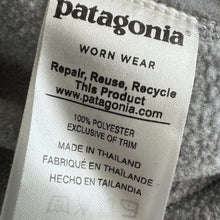 patagonia®
WORN WEAR
Repair, Reuse, Recycle
This Product
www.patagonia.com
100% POLYESTER
EXCLUSIVE OF TRIM
MADE IN THAILAND
FABRIQUÉ EN THAÏLANDE
HECHO EN TAILANDIA